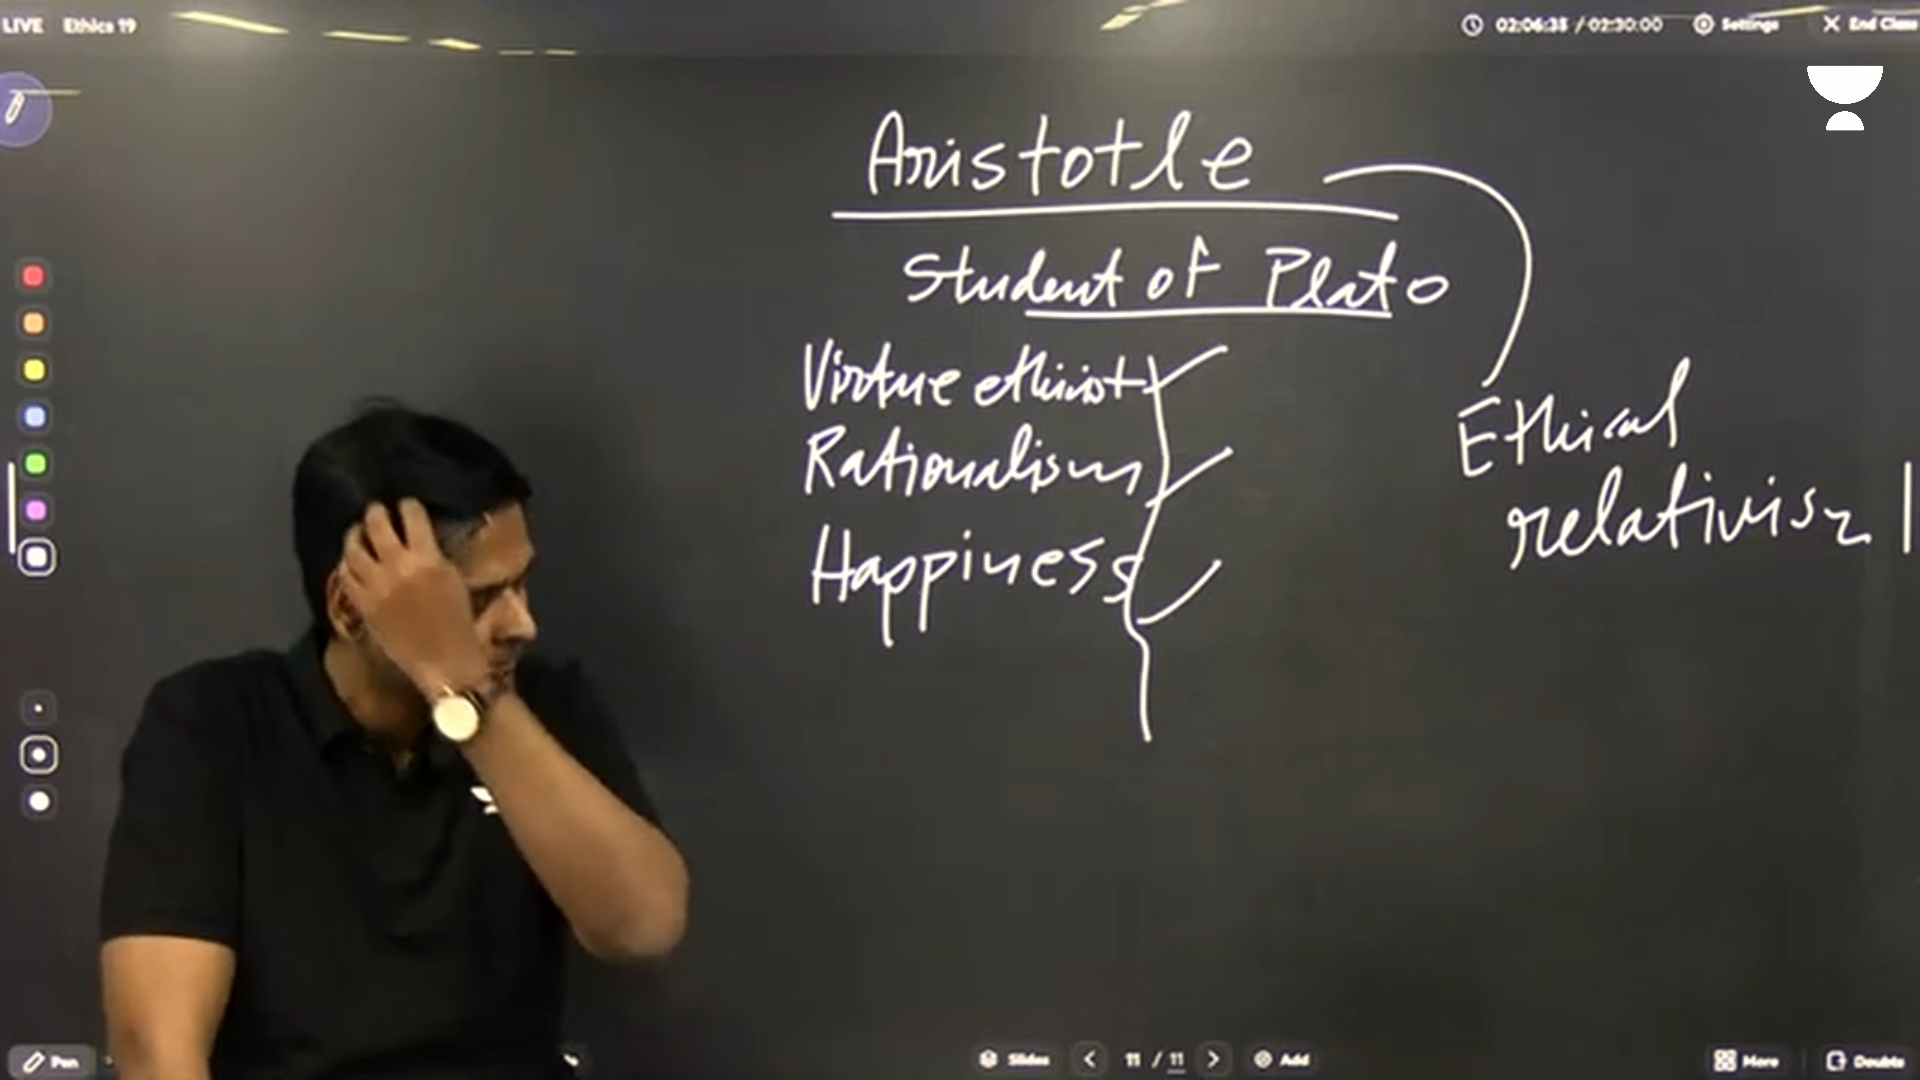 LIVE Ethics 19
02:06:35 / 02:30:00 Settings End Class
Aristotle
Student of Plato
Virtue ethicist
Rationalism
Happiness
Ethical
relativism
Pen
Slides 11 / 11 Add
More Doubts